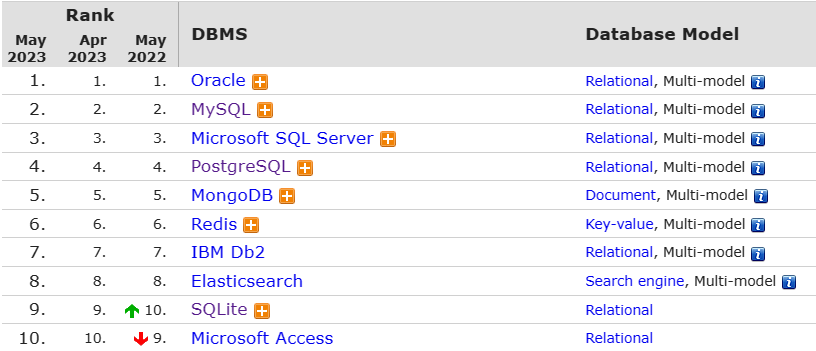 Rank DBMS Database Model
May 2023 Apr 2023 May 2022
1. 1. 1. Oracle Relational, Multi-model
2. 2. 2. MySQL Relational, Multi-model
3. 3. 3. Microsoft SQL Server Relational, Multi-model
4. 4. 4. PostgreSQL Relational, Multi-model
5. 5. 5. MongoDB Document, Multi-model
6. 6. 6. Redis Key-value, Multi-model
7. 7. 7. IBM Db2 Relational, Multi-model
8. 8. 8. Elasticsearch Search engine, Multi-model
9. 9. 10. SQLite Relational
10. 10. 9. Microsoft Access Relational